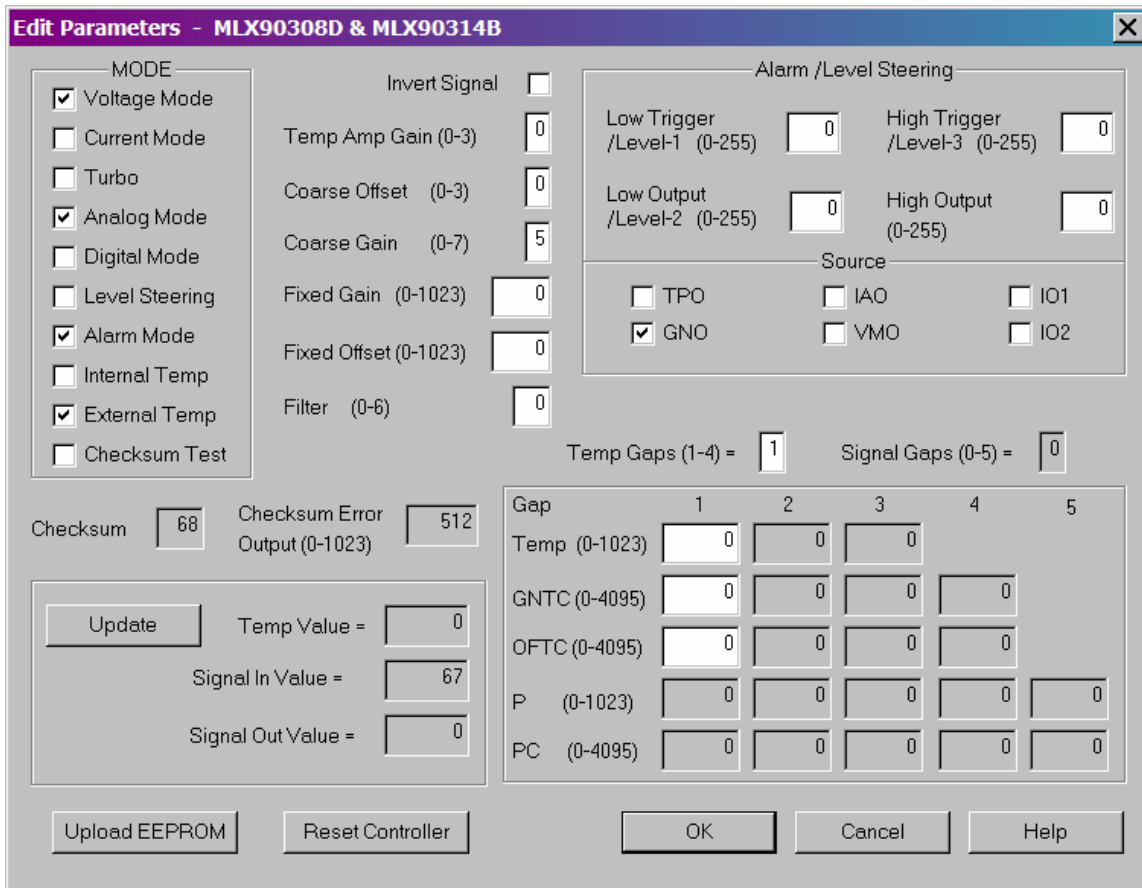 Edit Parameters - MLX90308D & MLX90314B
MODE
Voltage Mode
Current Mode
Turbo
Analog Mode
Digital Mode
Level Steering
Alarm Mode
Internal Temp
External Temp
Checksum Test
Invert Signal
Temp Amp Gain (0-3) 0
Coarse Offset (0-3) 0
Coarse Gain (0-7) 5
Fixed Gain (0-1023) 0
Fixed Offset (0-1023) 0
Filter (0-6) 0
Alarm /Level Steering
Low Trigger
/Level-1 (0-255) 0
High Trigger
/Level-3 (0-255) 0
Low Output
/Level-2 (0-255) 0
High Output
(0-255) 0
Source
TPO IAO IO1
GNO VMO IO2
Temp Gaps (1-4) = 1 Signal Gaps (0-5) = 0
Checksum 68
Checksum Error
Output (0-1023) 512
Update
Temp Value = 0
Signal In Value = 67
Signal Out Value = 0
Gap 1 2 3 4 5
Temp (0-1023) 0 0 0
GNTC (0-4095) 0 0 0 0
OFTC (0-4095) 0 0 0 0
P (0-1023) 0 0 0 0 0
PC (0-4095) 0 0 0 0 0
Upload EEPROM Reset Controller OK Cancel Help